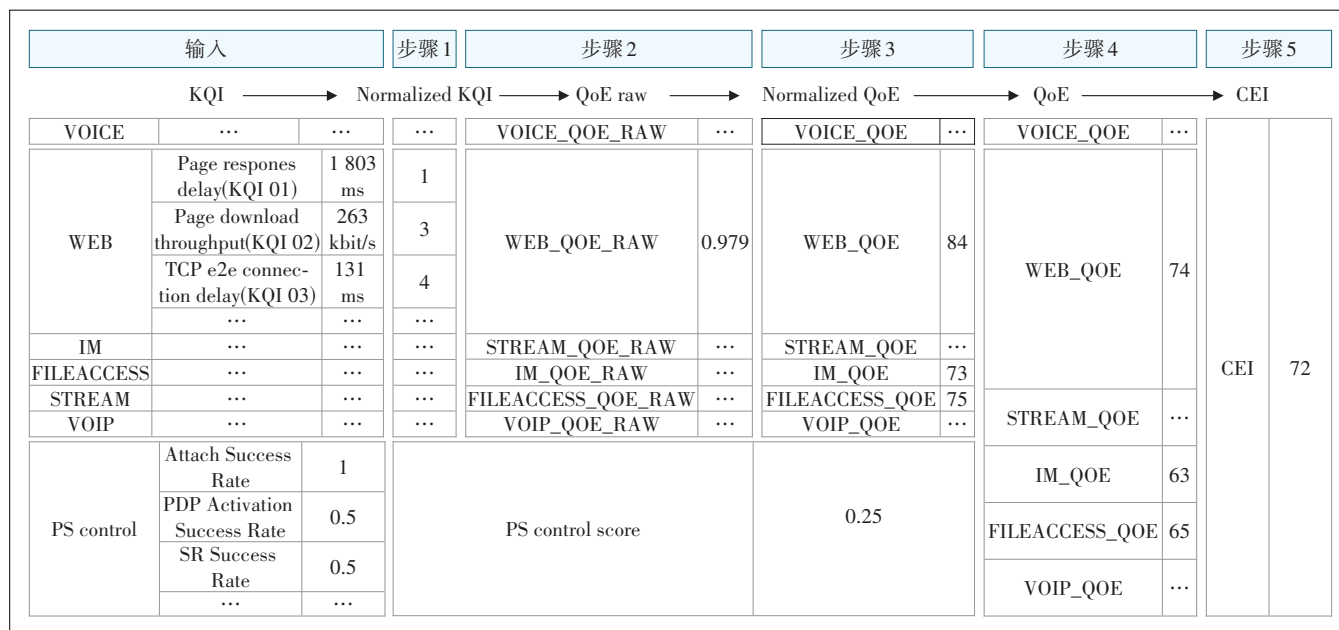 输入 步骤1 步骤2 步骤3 步骤4 步骤5
KQI Normalized KQI QoE raw Normalized QoE QoE CEI
VOICE … … … VOICE_QOE_RAW … VOICE_QOE … VOICE_QOE …
WEB
Page respones
delay(KQI 01)
1 803
ms
1
Page download
throughput(KQI 02)
263
kbit/s
3
TCP e2e connec-
tion delay(KQI 03)
131
ms
4
… … …
WEB_QOE_RAW 0.979 WEB_QOE 84
WEB_QOE 74
IM … … … STREAM_QOE_RAW … STREAM_QOE …
FILEACCESS … … … IM_QOE_RAW … IM_QOE 73
STREAM … … … FILEACCESS_QOE_RAW … FILEACCESS_QOE 75
VOIP … … … VOIP_QOE_RAW … VOIP_QOE …
STREAM_QOE …
CEI 72
PS control
Attach Success
Rate
1
PDP Activation
Success Rate
0.5
SR Success
Rate
0.5
… …
PS control score 0.25
IM_QOE 63
FILEACCESS_QOE 65
VOIP_QOE …